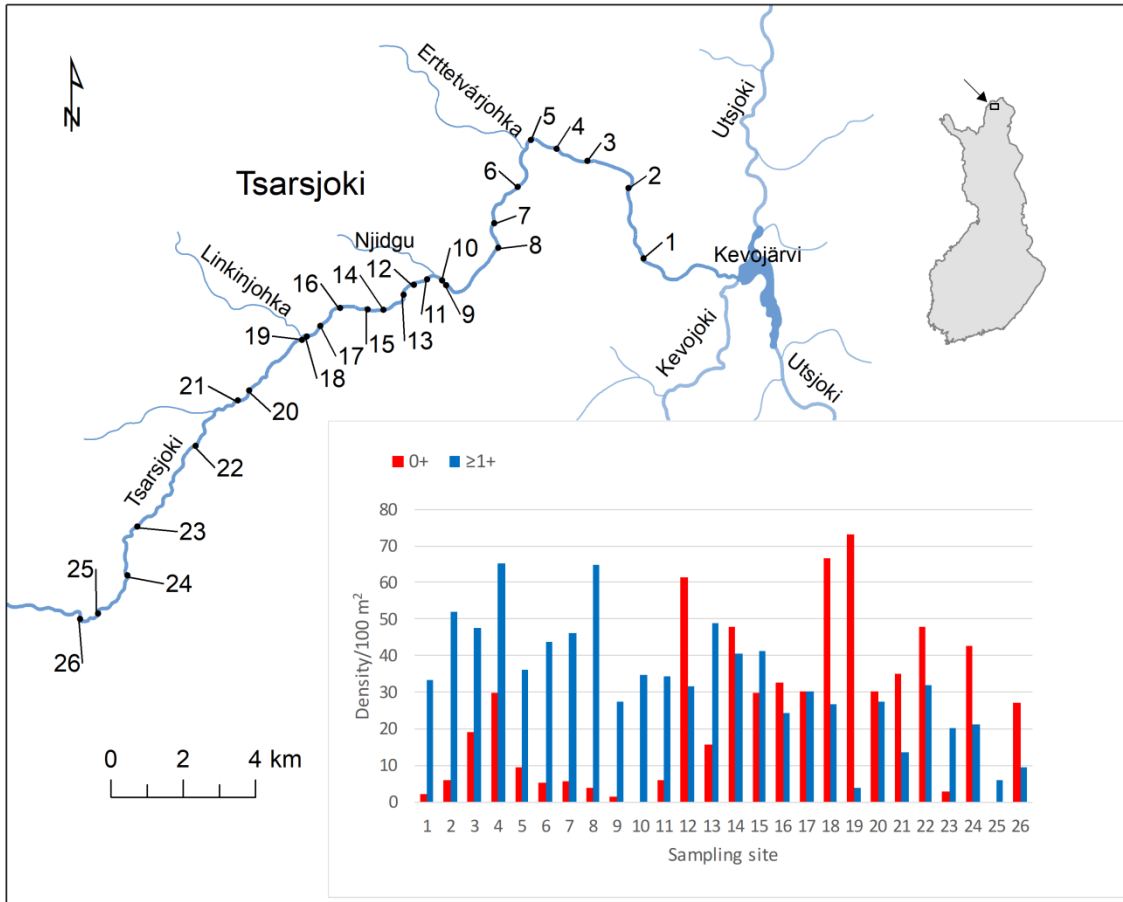 N
Tsarsjoki
Erttetvárjohka
Utsjoki
5
4
3
6
2
7
8
1
Kevojärvi
Njidgu
10
Linkinjohka
12
14
16
11
9
13
15
17
19
18
Kevojoki
Utsjoki
21
20
22
Tsarsjoki
23
25
24
26
0 2 4 km
0+ ≥1+
80
70
60
50
40
30
20
10
0
Density/100 m²
1 2 3 4 5 6 7 8 9 10 11 12 13 14 15 16 17 18 19 20 21 22 23 24 25 26
Sampling site